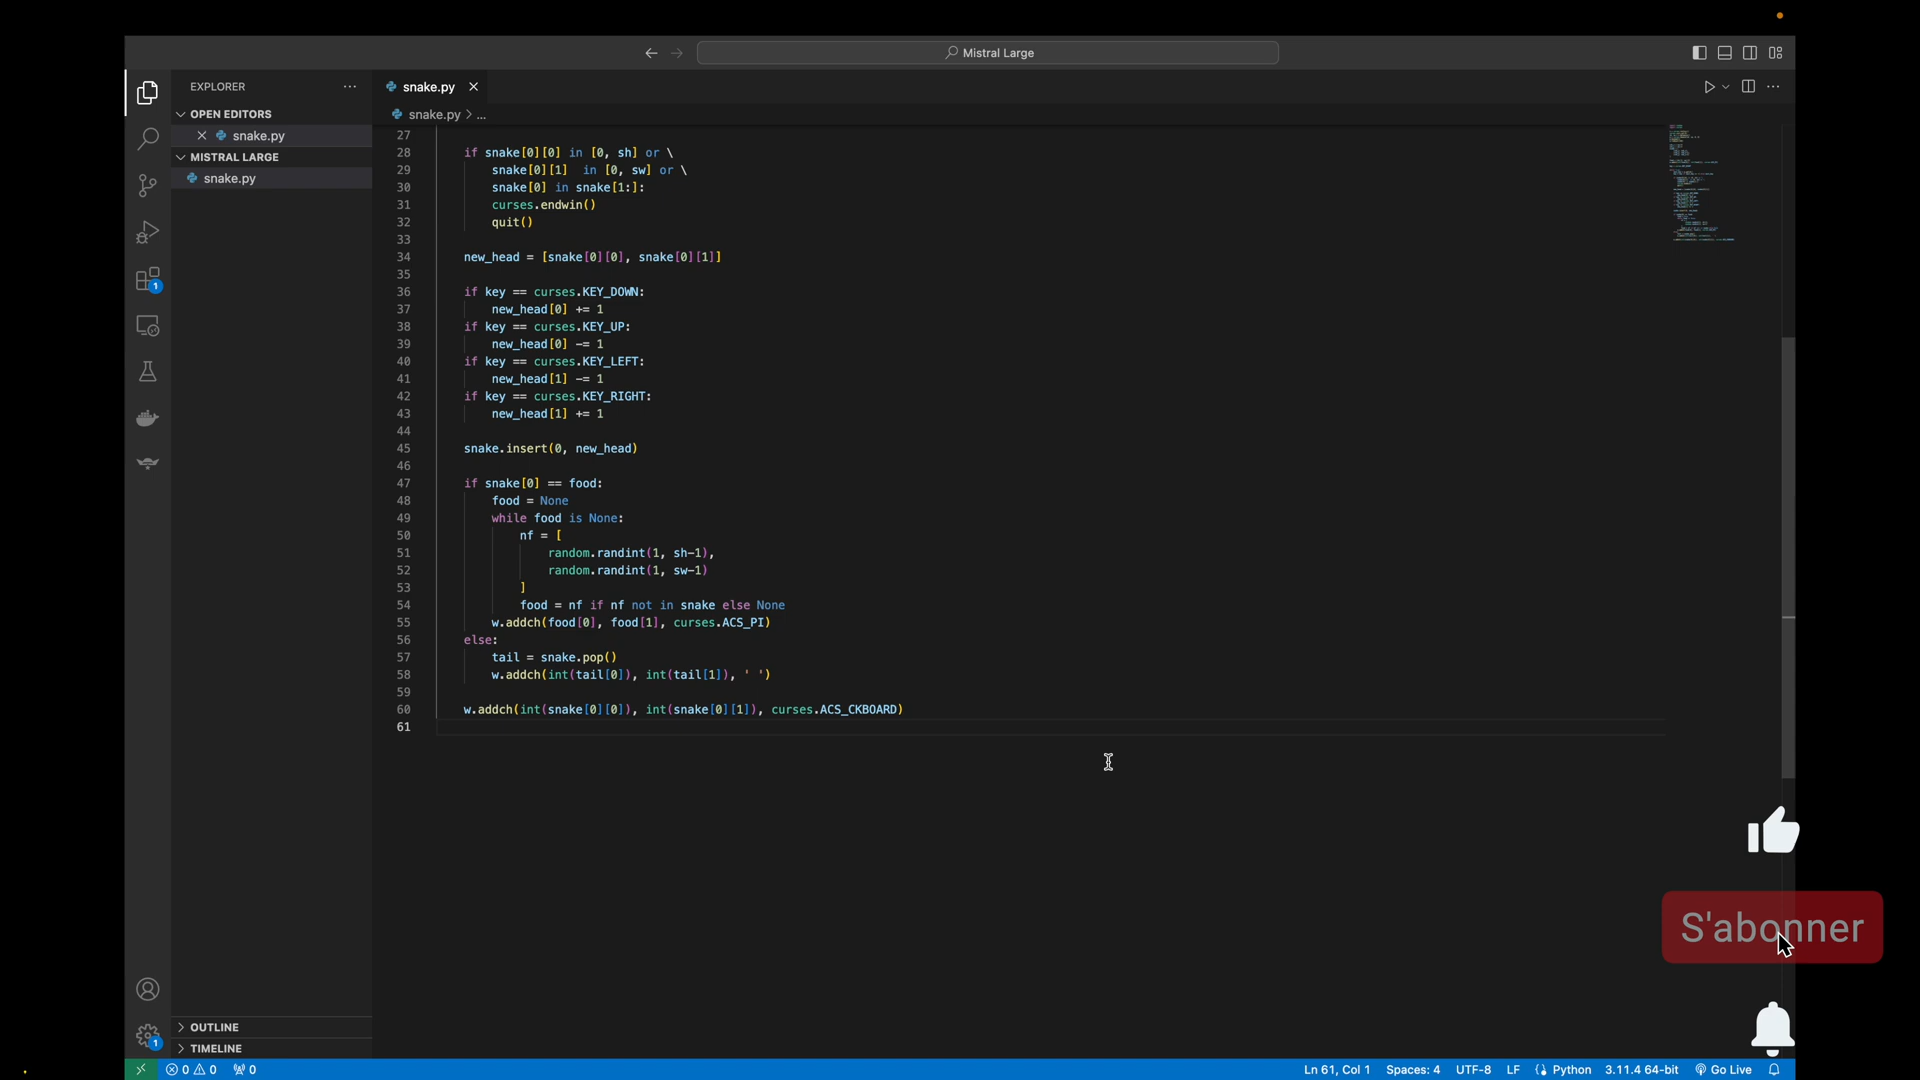 Mistral Large
EXPLORER
snake.py
OPEN EDITORS
snake.py > ...
snake.py
MISTRAL LARGE
snake.py
27
28 if snake[0][0] in [0, sh] or \
29 snake[0][1]  in [0, sw] or \
30 snake[0] in snake[1:]:
31 curses.endwin()
32 quit()
33
34 new_head = [snake[0][0], snake[0][1]]
35
36 if key == curses.KEY_DOWN:
37 new_head[0] += 1
38 if key == curses.KEY_UP:
39 new_head[0] -= 1
40 if key == curses.KEY_LEFT:
41 new_head[1] -= 1
42 if key == curses.KEY_RIGHT:
43 new_head[1] += 1
44
45 snake.insert(0, new_head)
46
47 if snake[0] == food:
48 food = None
49 while food is None:
50 nf = [
51 random.randint(1, sh-1),
52 random.randint(1, sw-1)
53 ]
54 food = nf if nf not in snake else None
55 w.addch(food[0], food[1], curses.ACS_PI)
56 else:
57 tail = snake.pop()
58 w.addch(int(tail[0]), int(tail[1]), ' ')
59
60 w.addch(int(snake[0][0]), int(snake[0][1]), curses.ACS_CKBOARD)
61
1
S'abonner
OUTLINE
1
TIMELINE
0 0 0 Ln 61, Col 1 Spaces: 4 UTF-8 LF Python 3.11.4 64-bit Go Live